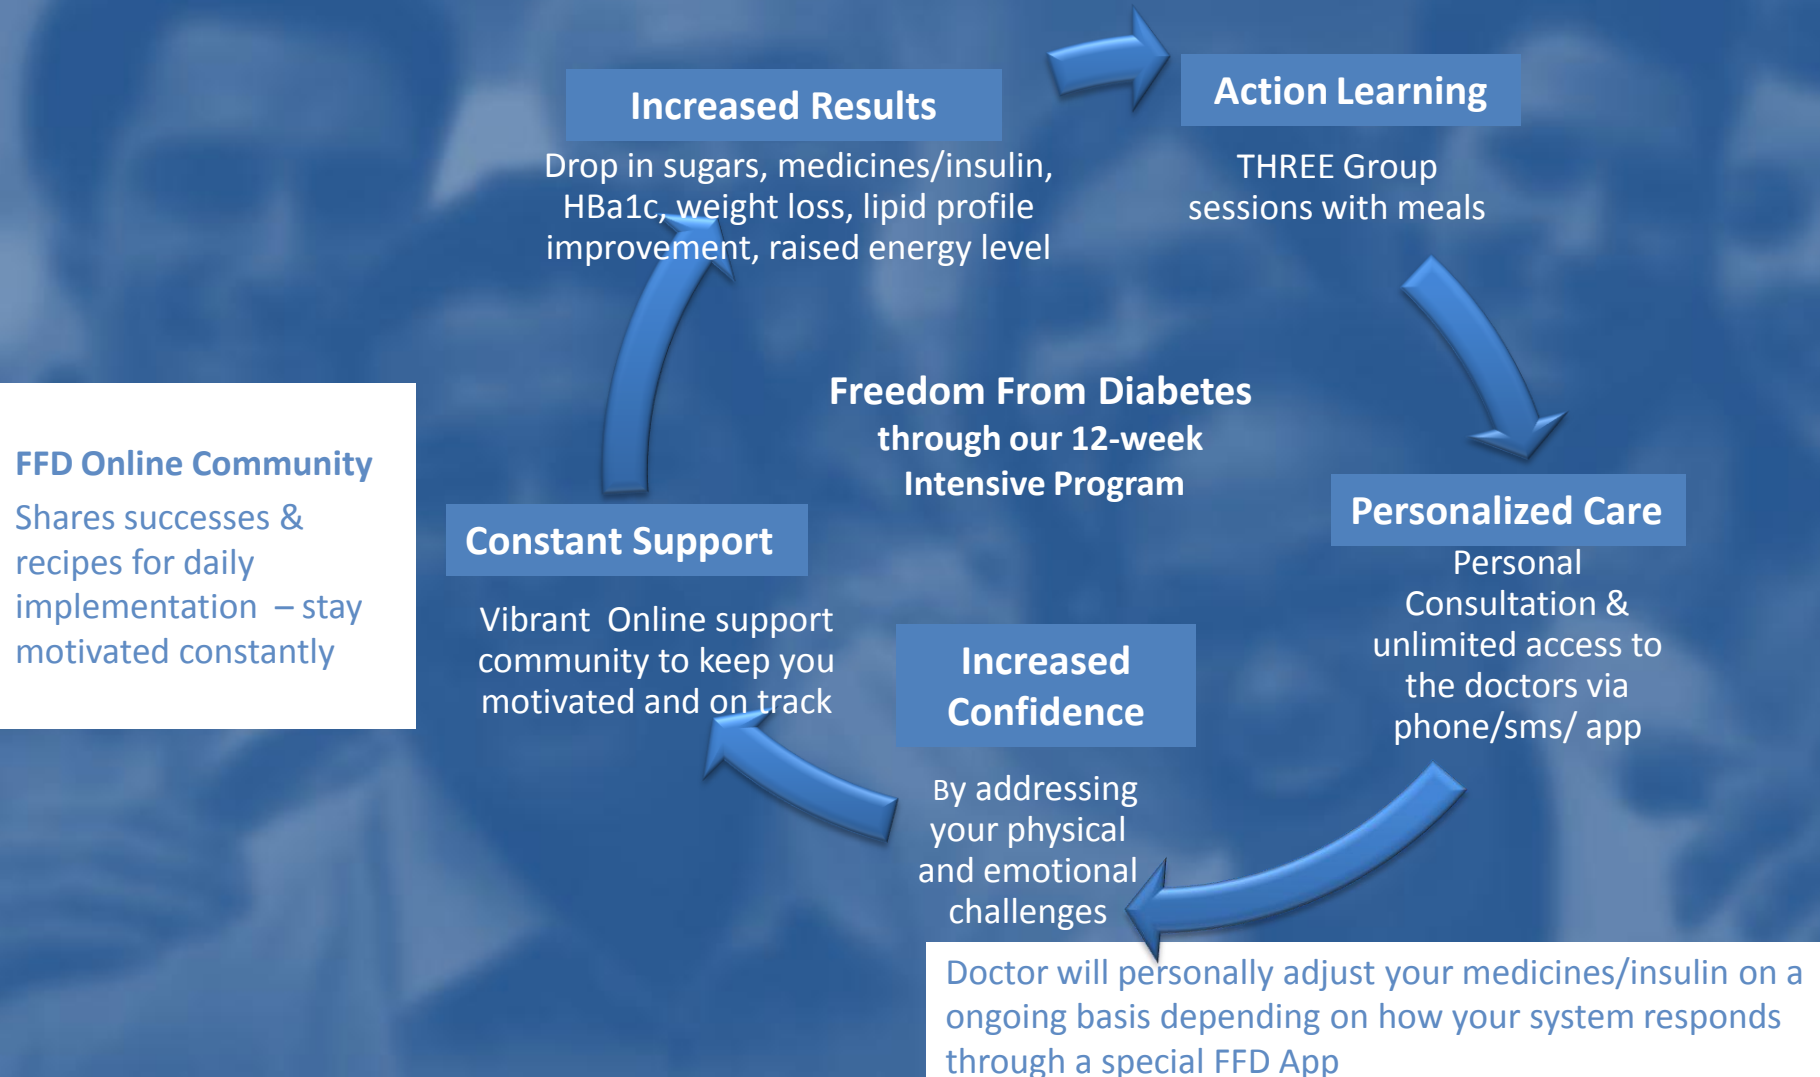 Increased Results
Drop in sugars, medicines/insulin,
HBa1c, weight loss, lipid profile
improvement, raised energy level
Action Learning
THREE Group
sessions with meals
Freedom From Diabetes
through our 12-week
Intensive Program
FFD Online Community
Shares successes &
recipes for daily
implementation – stay
motivated constantly
Constant Support
Vibrant Online support
community to keep you
motivated and on track
Personalized Care
Personal
Consultation &
unlimited access to
the doctors via
phone/sms/ app
Increased
Confidence
By addressing
your physical
and emotional
challenges
Doctor will personally adjust your medicines/insulin on a
ongoing basis depending on how your system responds
through a special FFD App